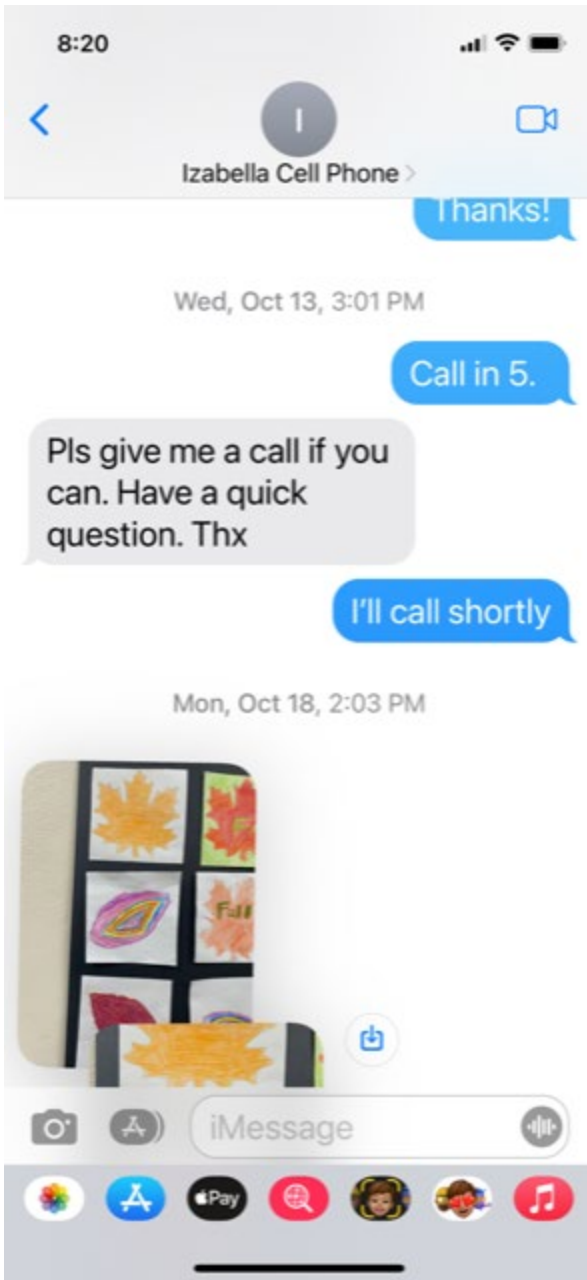 8:20
I
Izabella Cell Phone
Thanks!
Wed, Oct 13, 3:01 PM
Call in 5.
Pls give me a call if you
can. Have a quick
question. Thx
I'll call shortly
Mon, Oct 18, 2:03 PM
Fall
iMessage
Pay